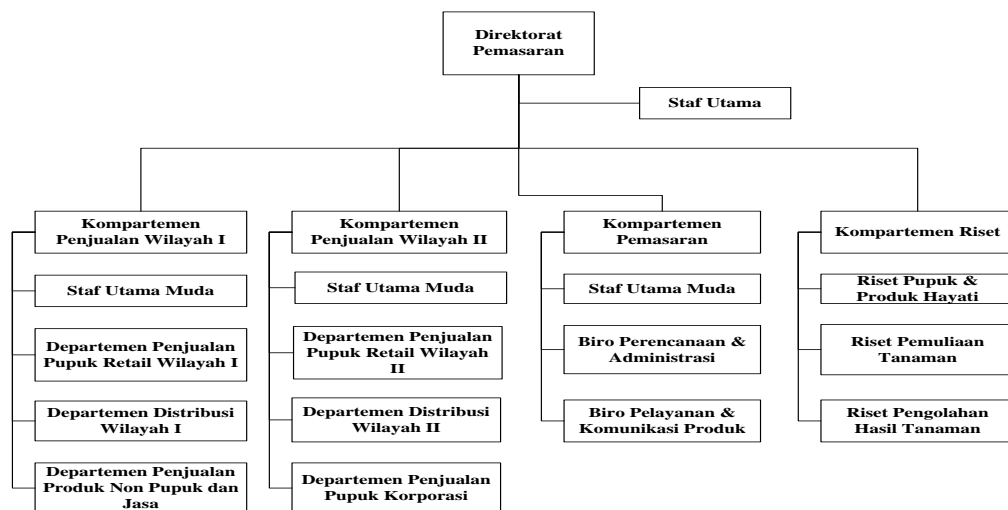 Direktorat
Pemasaran
Staf Utama
Kompartemen
Penjualan Wilayah I
Staf Utama Muda
Departemen Penjualan
Pupuk Retail Wilayah I
Departemen Distribusi
Wilayah I
Departemen Penjualan
Produk Non Pupuk dan
Jasa
Kompartemen
Penjualan Wilayah II
Staf Utama Muda
Departemen Penjualan
Pupuk Retail Wilayah
II
Departemen Distribusi
Wilayah II
Departemen Penjualan
Pupuk Korporasi
Kompartemen
Pemasaran
Staf Utama Muda
Biro Perencanaan &
Administrasi
Biro Pelayanan &
Komunikasi Produk
Kompartemen Riset
Riset Pupuk &
Produk Hayati
Riset Pemuliaan
Tanaman
Riset Pengolahan
Hasil Tanaman